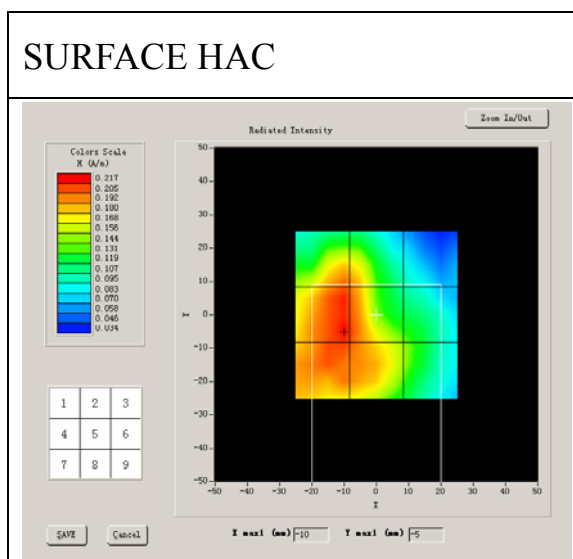 SURFACE HAC
Zoom In/Out
Radiated Intensity
Colors Scale
H (A/m)
0.217
0.205
0.192
0.180
0.168
0.156
0.144
0.131
0.119
0.107
0.095
0.083
0.070
0.058
0.046
0.034
50
40
30
20
10
0
-10
-20
-30
-40
-50
Y
-50 -40 -30 -20 -10 0 10 20 30 40 50
X
1 2 3
4 5 6
7 8 9
SAVE Cancel
X max1 (mm) -10 Y max1 (mm) -5